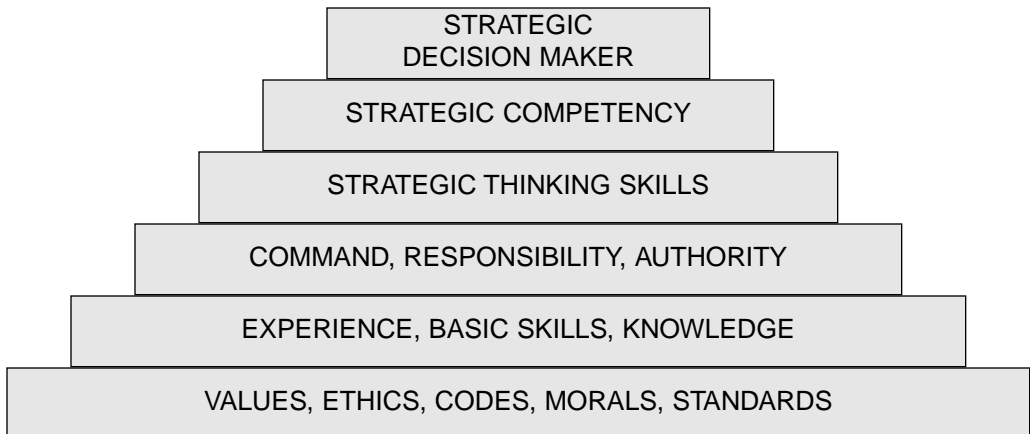 STRATEGIC
DECISION MAKER
STRATEGIC COMPETENCY
STRATEGIC THINKING SKILLS
COMMAND, RESPONSIBILITY, AUTHORITY
EXPERIENCE, BASIC SKILLS, KNOWLEDGE
VALUES, ETHICS, CODES, MORALS, STANDARDS